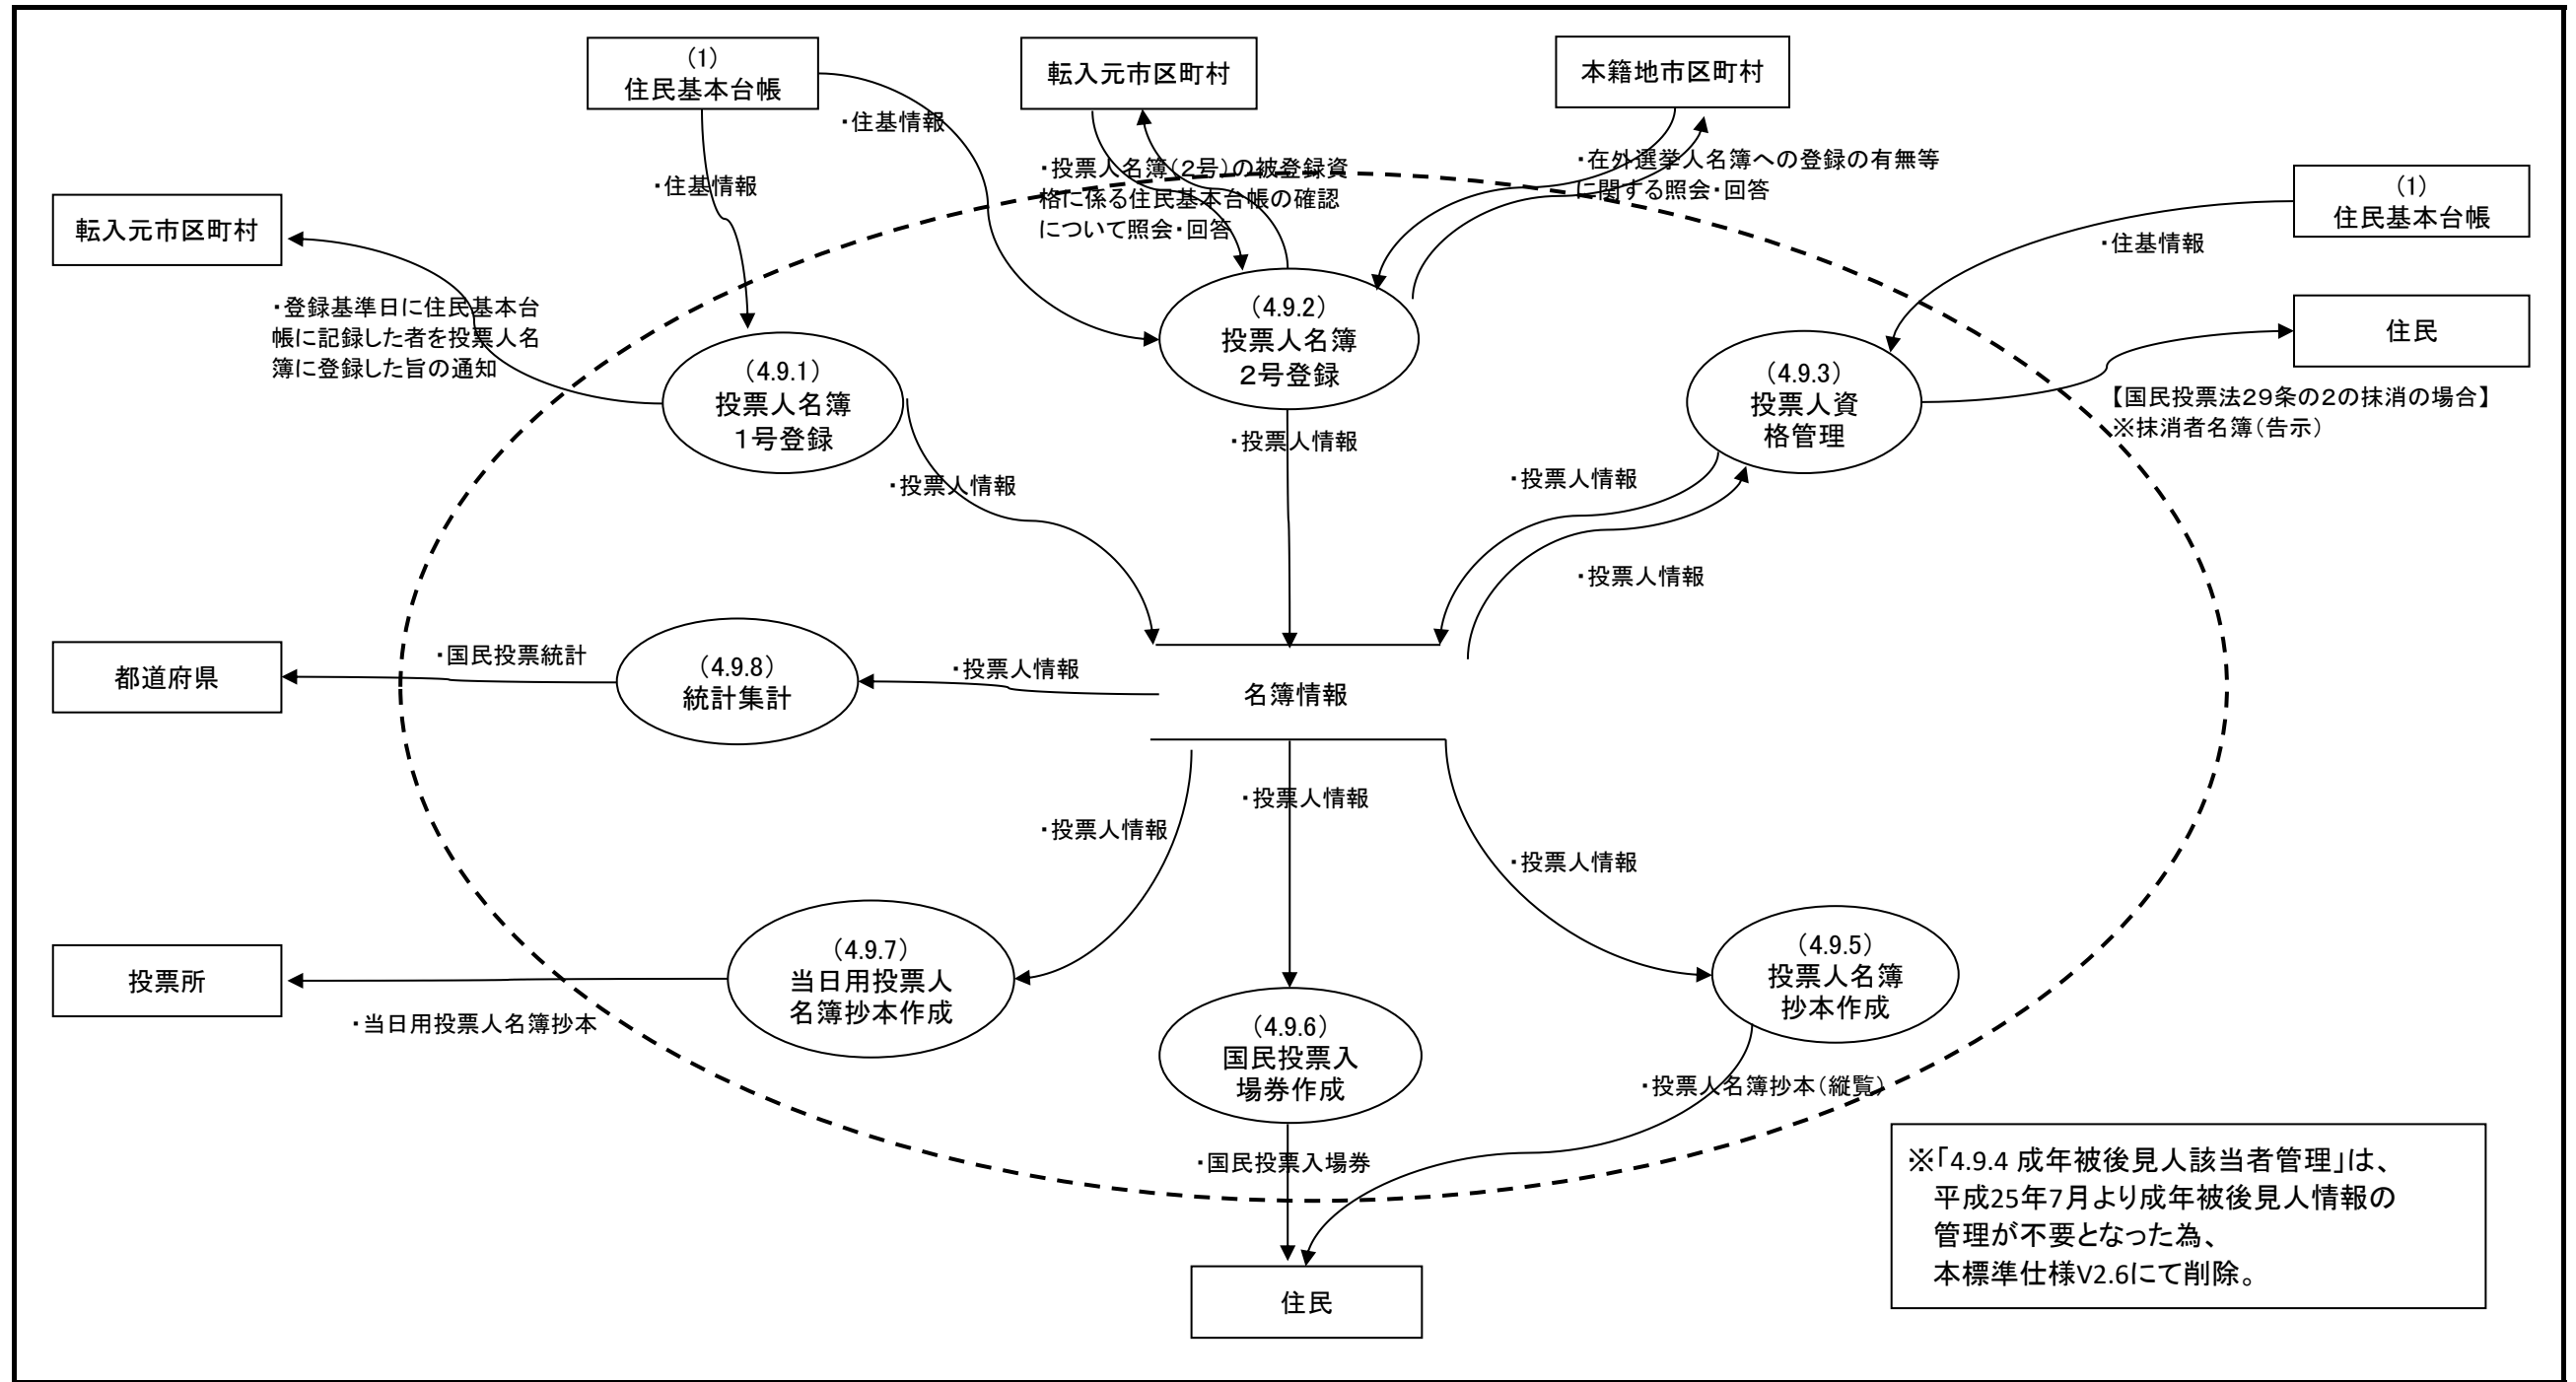 (1)
住民基本台帳
転入元市区町村
本籍地市区町村
・住基情報
・住基情報
・投票人名簿(2号)の被登録資
格に係る住民基本台帳の確認
について照会・回答
・在外選挙人名簿への登録の有無等
に関する照会・回答
(1)
住民基本台帳
・住基情報
転入元市区町村
・登録基準日に住民基本台
帳に記録した者を投票人名
簿に登録した旨の通知
住民
【国民投票法29条の2の抹消の場合】
※抹消者名簿(告示)
(4.9.1)
投票人名簿
1号登録
(4.9.2)
投票人名簿
2号登録
(4.9.3)
投票人資
格管理
・投票人情報
・投票人情報
・投票人情報
・投票人情報
都道府県
・国民投票統計
(4.9.8)
統計集計
・投票人情報
名簿情報
・投票人情報
・投票人情報
・投票人情報
投票所
・当日用投票人名簿抄本
(4.9.7)
当日用投票人
名簿抄本作成
(4.9.6)
国民投票入
場券作成
(4.9.5)
投票人名簿
抄本作成
・投票人名簿抄本(縦覧)
・国民投票入場券
住民
※「4.9.4 成年被後見人該当者管理」は、
平成25年7月より成年被後見人情報の
管理が不要となった為、
本標準仕様V2.6にて削除。